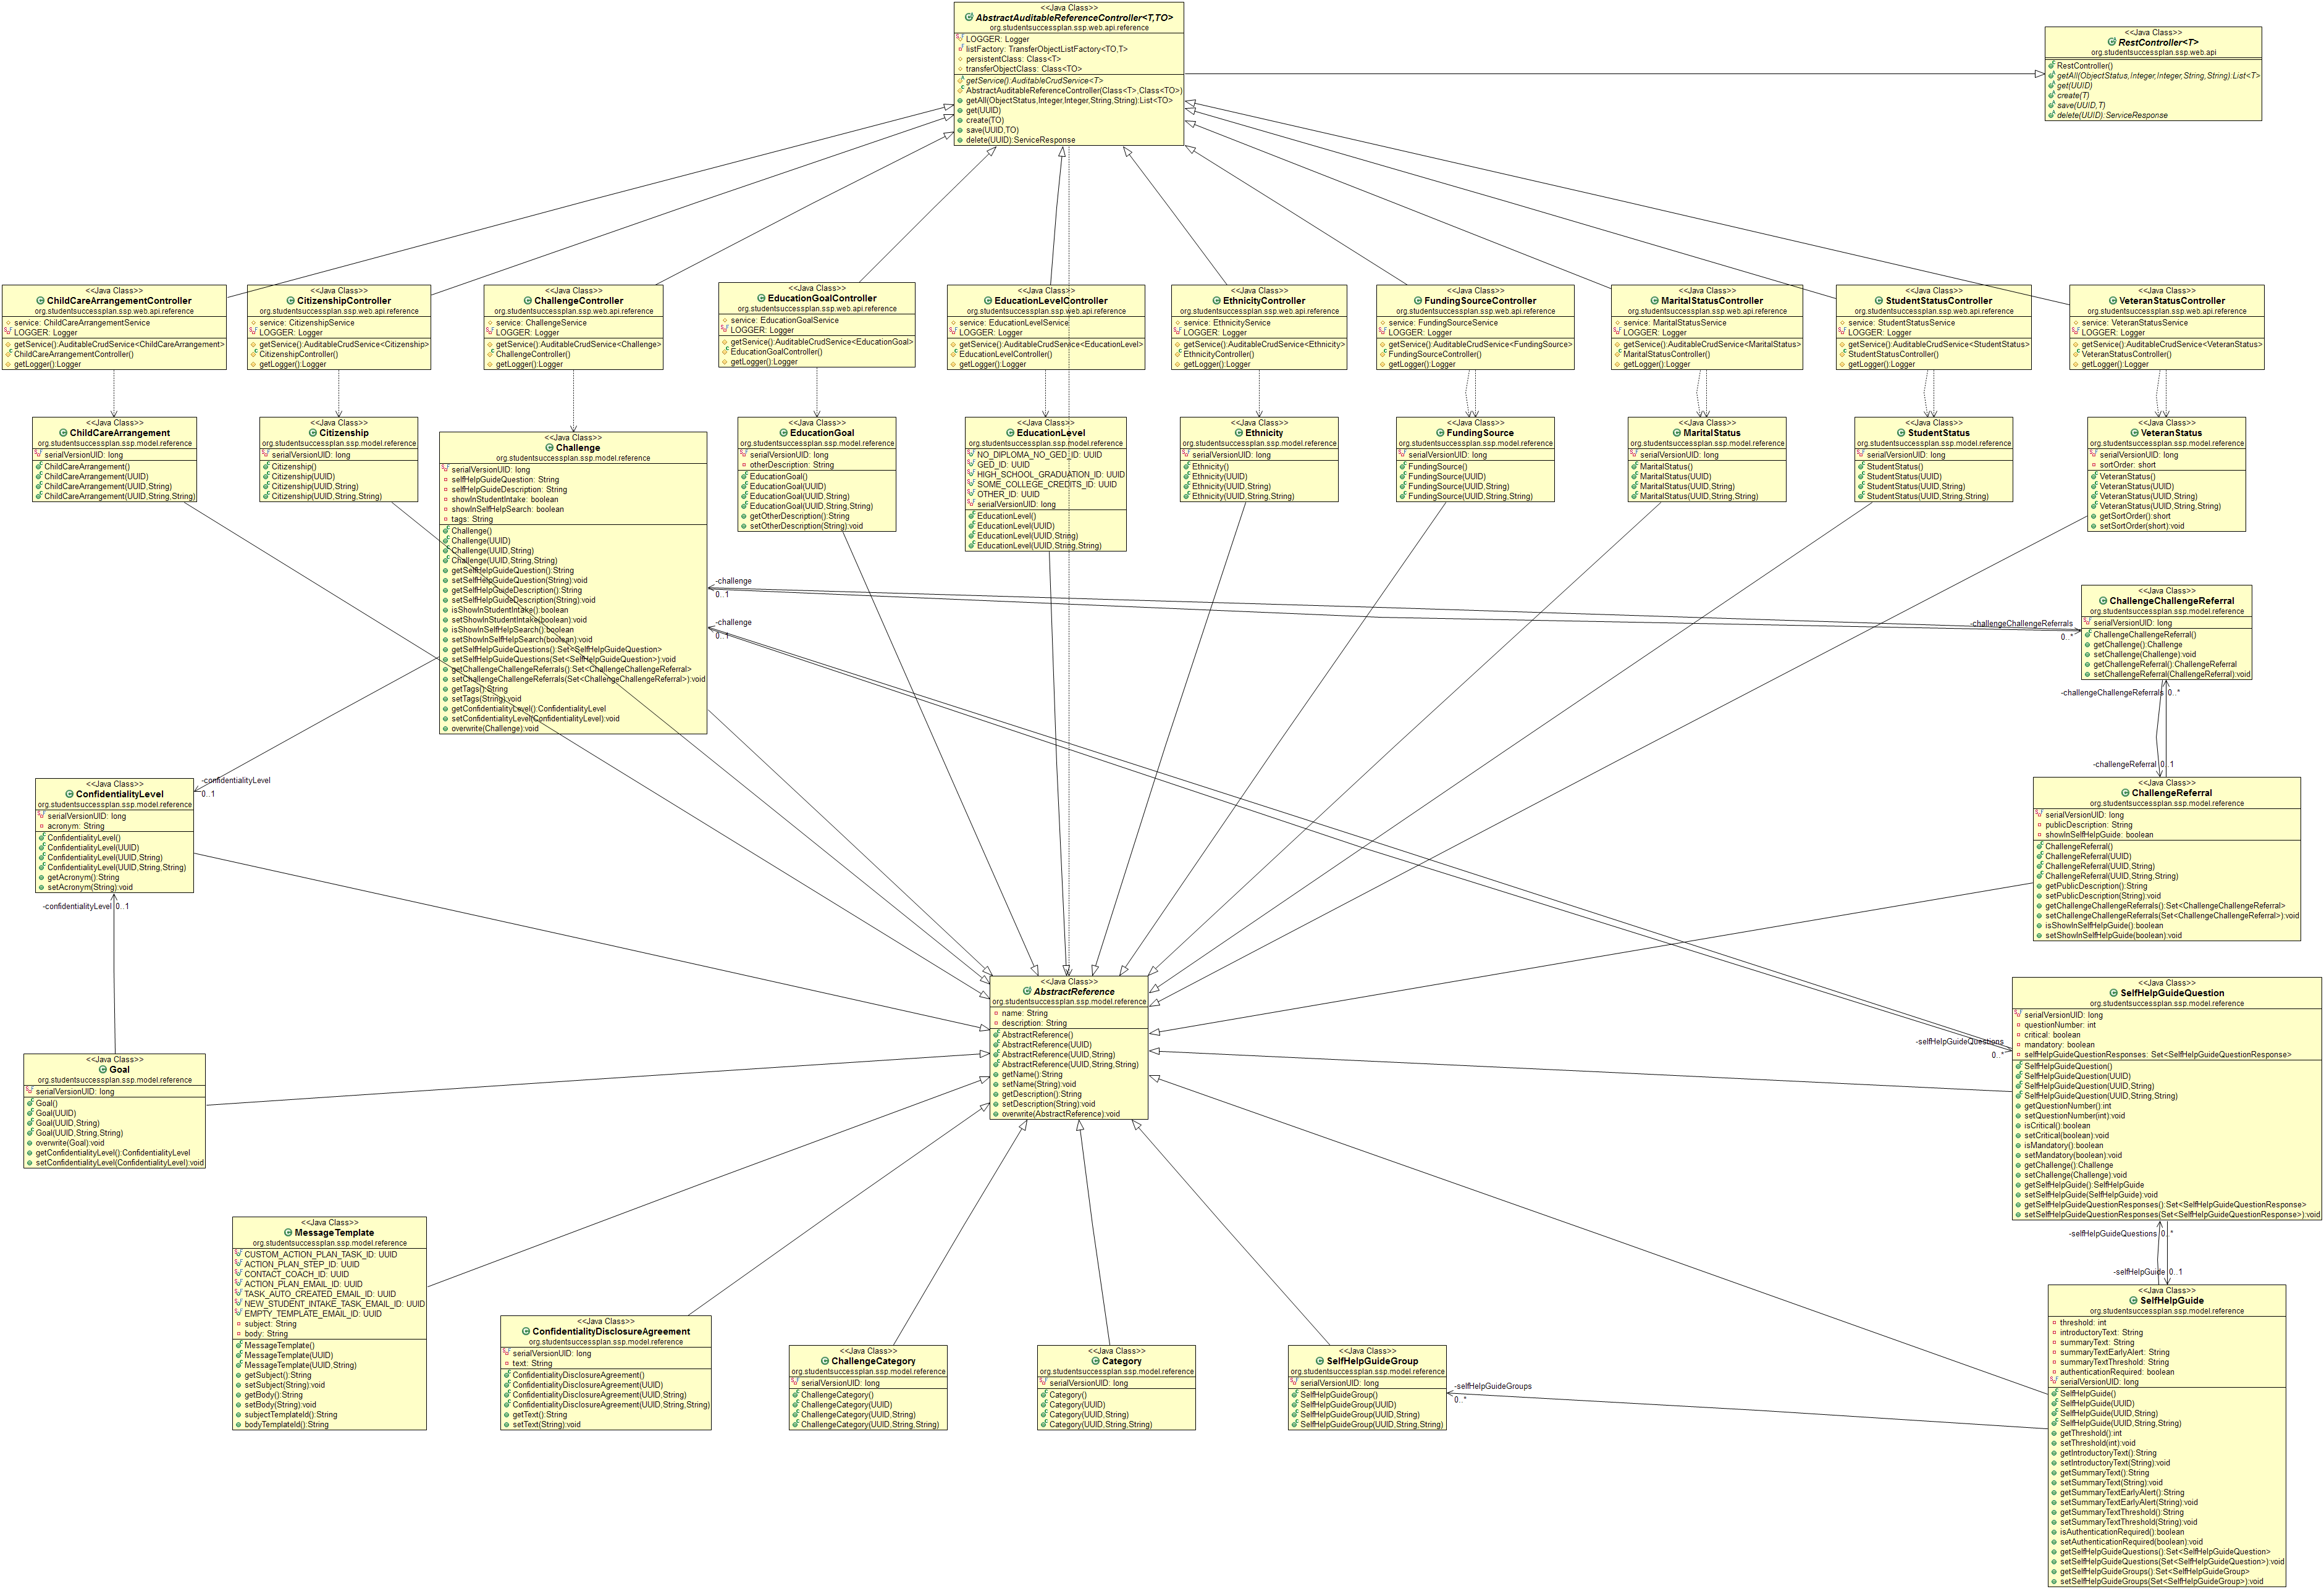 <<Java Class>>
AbstractAuditableReferenceController<T,TO>
org.studentsuccessplan.ssp.web.api.reference
LOGGER: Logger
listFactory: TransferObjectListFactory<TO,T>
persistentClass: Class<T>
transferObjectClass: Class<TO>
getService():AuditableCrudService<T>
AbstractAuditableReferenceController(Class<T>,Class<TO>)
getAll(ObjectStatus,Integer,Integer,String,String):List<TO>
get(UUID)
create(TO)
save(UUID,TO)
delete(UUID):ServiceResponse
<<Java Class>>
RestController<T>
org.studentsuccessplan.ssp.web.api
RestController()
getAll(ObjectStatus,Integer,Integer,String,String):List<T>
get(UUID)
create(T)
save(UUID,T)
delete(UUID):ServiceResponse
<<Java Class>>
ChildCareArrangementController
org.studentsuccessplan.ssp.web.api.reference
service: ChildCareArrangementService
LOGGER: Logger
getService():AuditableCrudService<ChildCareArrangement>
ChildCareArrangementController()
getLogger():Logger
<<Java Class>>
CitizenshipController
org.studentsuccessplan.ssp.web.api.reference
service: CitizenshipService
LOGGER: Logger
getService():AuditableCrudService<Citizenship>
CitizenshipController()
getLogger():Logger
<<Java Class>>
ChallengeController
org.studentsuccessplan.ssp.web.api.reference
service: ChallengeService
LOGGER: Logger
getService():AuditableCrudService<Challenge>
ChallengeController()
getLogger():Logger
<<Java Class>>
EducationGoalController
org.studentsuccessplan.ssp.web.api.reference
service: EducationGoalService
LOGGER: Logger
getService():AuditableCrudService<EducationGoal>
EducationGoalController()
getLogger():Logger
<<Java Class>>
EducationLevelController
org.studentsuccessplan.ssp.web.api.reference
service: EducationLevelService
LOGGER: Logger
getService():AuditableCrudService<EducationLevel>
EducationLevelController()
getLogger():Logger
<<Java Class>>
EthnicityController
org.studentsuccessplan.ssp.web.api.reference
service: EthnicityService
LOGGER: Logger
getService():AuditableCrudService<Ethnicity>
EthnicityController()
getLogger():Logger
<<Java Class>>
FundingSourceController
org.studentsuccessplan.ssp.web.api.reference
service: FundingSourceService
LOGGER: Logger
getService():AuditableCrudService<FundingSource>
FundingSourceController()
getLogger():Logger
<<Java Class>>
MaritalStatusController
org.studentsuccessplan.ssp.web.api.reference
service: MaritalStatusService
LOGGER: Logger
getService():AuditableCrudService<MaritalStatus>
MaritalStatusController()
getLogger():Logger
<<Java Class>>
StudentStatusController
org.studentsuccessplan.ssp.web.api.reference
service: StudentStatusService
LOGGER: Logger
getService():AuditableCrudService<StudentStatus>
StudentStatusController()
getLogger():Logger
<<Java Class>>
VeteranStatusController
org.studentsuccessplan.ssp.web.api.reference
service: VeteranStatusService
LOGGER: Logger
getService():AuditableCrudService<VeteranStatus>
VeteranStatusController()
getLogger():Logger
<<Java Class>>
ChildCareArrangement
org.studentsuccessplan.ssp.model.reference
serialVersionUID: long
ChildCareArrangement()
ChildCareArrangement(UUID)
ChildCareArrangement(UUID,String)
ChildCareArrangement(UUID,String,String)
<<Java Class>>
Citizenship
org.studentsuccessplan.ssp.model.reference
serialVersionUID: long
Citizenship()
Citizenship(UUID)
Citizenship(UUID,String)
Citizenship(UUID,String,String)
<<Java Class>>
Challenge
org.studentsuccessplan.ssp.model.reference
serialVersionUID: long
selfHelpGuideQuestion: String
selfHelpGuideDescription: String
showInStudentIntake: boolean
showInSelfHelpSearch: boolean
tags: String
Challenge()
Challenge(UUID)
Challenge(UUID,String)
Challenge(UUID,String,String)
getSelfHelpGuideQuestion():String
setSelfHelpGuideQuestion(String):void
getSelfHelpGuideDescription():String
setSelfHelpGuideDescription(String):void
isShowInStudentIntake():boolean
setShowInStudentIntake(boolean):void
isShowInSelfHelpSearch():boolean
setShowInSelfHelpSearch(boolean):void
getSelfHelpGuideQuestions():Set<SelfHelpGuideQuestion>
setSelfHelpGuideQuestions(Set<SelfHelpGuideQuestion>):void
getChallengeChallengeReferrals():Set<ChallengeChallengeReferral>
setChallengeChallengeReferrals(Set<ChallengeChallengeReferral>):void
getTags():String
setTags(String):void
getConfidentialityLevel():ConfidentialityLevel
setConfidentialityLevel(ConfidentialityLevel):void
overwrite(Challenge):void
<<Java Class>>
EducationGoal
org.studentsuccessplan.ssp.model.reference
serialVersionUID: long
otherDescription: String
EducationGoal()
EducationGoal(UUID)
EducationGoal(UUID,String)
EducationGoal(UUID,String,String)
getOtherDescription():String
setOtherDescription(String):void
<<Java Class>>
EducationLevel
org.studentsuccessplan.ssp.model.reference
NO_DIPLOMA_NO_GED_ID: UUID
GED_ID: UUID
HIGH_SCHOOL_GRADUATION_ID: UUID
SOME_COLLEGE_CREDITS_ID: UUID
OTHER_ID: UUID
serialVersionUID: long
EducationLevel()
EducationLevel(UUID)
EducationLevel(UUID,String)
EducationLevel(UUID,String,String)
<<Java Class>>
Ethnicity
org.studentsuccessplan.ssp.model.reference
serialVersionUID: long
Ethnicity()
Ethnicity(UUID)
Ethnicity(UUID,String)
Ethnicity(UUID,String,String)
<<Java Class>>
FundingSource
org.studentsuccessplan.ssp.model.reference
serialVersionUID: long
FundingSource()
FundingSource(UUID)
FundingSource(UUID,String)
FundingSource(UUID,String,String)
<<Java Class>>
MaritalStatus
org.studentsuccessplan.ssp.model.reference
serialVersionUID: long
MaritalStatus()
MaritalStatus(UUID)
MaritalStatus(UUID,String)
MaritalStatus(UUID,String,String)
<<Java Class>>
StudentStatus
org.studentsuccessplan.ssp.model.reference
serialVersionUID: long
StudentStatus()
StudentStatus(UUID)
StudentStatus(UUID,String)
StudentStatus(UUID,String,String)
<<Java Class>>
VeteranStatus
org.studentsuccessplan.ssp.model.reference
serialVersionUID: long
sortOrder: short
VeteranStatus()
VeteranStatus(UUID)
VeteranStatus(UUID,String)
VeteranStatus(UUID,String,String)
getSortOrder():short
setSortOrder(short):void
-challenge
0..1
-challenge
0..1
-challengeChallengeReferrals
0..*
<<Java Class>>
ChallengeChallengeReferral
org.studentsuccessplan.ssp.model.reference
serialVersionUID: long
ChallengeChallengeReferral()
getChallenge():Challenge
setChallenge(Challenge):void
getChallengeReferral():ChallengeReferral
setChallengeReferral(ChallengeReferral):void
-challengeChallengeReferrals 0..*
-challengeReferral 0..1
<<Java Class>>
ChallengeReferral
org.studentsuccessplan.ssp.model.reference
serialVersionUID: long
publicDescription: String
showInSelfHelpGuide: boolean
ChallengeReferral()
ChallengeReferral(UUID)
ChallengeReferral(UUID,String)
ChallengeReferral(UUID,String,String)
getPublicDescription():String
setPublicDescription(String):void
getChallengeChallengeReferrals():Set<ChallengeChallengeReferral>
setChallengeChallengeReferrals(Set<ChallengeChallengeReferral>):void
isShowInSelfHelpGuide():boolean
setShowInSelfHelpGuide(boolean):void
-confidentialityLevel
0..1
<<Java Class>>
ConfidentialityLevel
org.studentsuccessplan.ssp.model.reference
serialVersionUID: long
acronym: String
ConfidentialityLevel()
ConfidentialityLevel(UUID)
ConfidentialityLevel(UUID,String)
ConfidentialityLevel(UUID,String,String)
getAcronym():String
setAcronym(String):void
-confidentialityLevel 0..1
<<Java Class>>
Goal
org.studentsuccessplan.ssp.model.reference
serialVersionUID: long
Goal()
Goal(UUID)
Goal(UUID,String)
Goal(UUID,String,String)
overwrite(Goal):void
getConfidentialityLevel():ConfidentialityLevel
setConfidentialityLevel(ConfidentialityLevel):void
<<Java Class>>
AbstractReference
org.studentsuccessplan.ssp.model.reference
name: String
description: String
AbstractReference()
AbstractReference(UUID)
AbstractReference(UUID,String)
AbstractReference(UUID,String,String)
getName():String
setName(String):void
getDescription():String
setDescription(String):void
overwrite(AbstractReference):void
-selfHelpGuideQuestions
0..*
<<Java Class>>
SelfHelpGuideQuestion
org.studentsuccessplan.ssp.model.reference
serialVersionUID: long
questionNumber: int
critical: boolean
mandatory: boolean
selfHelpGuideQuestionResponses: Set<SelfHelpGuideQuestionResponse>
SelfHelpGuideQuestion()
SelfHelpGuideQuestion(UUID)
SelfHelpGuideQuestion(UUID,String)
SelfHelpGuideQuestion(UUID,String,String)
getQuestionNumber():int
setQuestionNumber(int):void
isCritical():boolean
setCritical(boolean):void
isMandatory():boolean
setMandatory(boolean):void
getChallenge():Challenge
setChallenge(Challenge):void
getSelfHelpGuide():SelfHelpGuide
setSelfHelpGuide(SelfHelpGuide):void
getSelfHelpGuideQuestionResponses():Set<SelfHelpGuideQuestionResponse>
setSelfHelpGuideQuestionResponses(Set<SelfHelpGuideQuestionResponse>):void
-selfHelpGuideQuestions 0..*
-selfHelpGuide 0..1
<<Java Class>>
MessageTemplate
org.studentsuccessplan.ssp.model.reference
CUSTOM_ACTION_PLAN_TASK_ID: UUID
ACTION_PLAN_STEP_ID: UUID
CONTACT_COACH_ID: UUID
ACTION_PLAN_EMAIL_ID: UUID
TASK_AUTO_CREATED_EMAIL_ID: UUID
NEW_STUDENT_INTAKE_TASK_EMAIL_ID: UUID
EMPTY_TEMPLATE_EMAIL_ID: UUID
subject: String
body: String
MessageTemplate()
MessageTemplate(UUID)
MessageTemplate(UUID,String)
getSubject():String
setSubject(String):void
getBody():String
setBody(String):void
subjectTemplateId():String
bodyTemplateId():String
<<Java Class>>
ConfidentialityDisclosureAgreement
org.studentsuccessplan.ssp.model.reference
serialVersionUID: long
text: String
ConfidentialityDisclosureAgreement()
ConfidentialityDisclosureAgreement(UUID)
ConfidentialityDisclosureAgreement(UUID,String)
ConfidentialityDisclosureAgreement(UUID,String,String)
getText():String
setText(String):void
<<Java Class>>
ChallengeCategory
org.studentsuccessplan.ssp.model.reference
serialVersionUID: long
ChallengeCategory()
ChallengeCategory(UUID)
ChallengeCategory(UUID,String)
ChallengeCategory(UUID,String,String)
<<Java Class>>
Category
org.studentsuccessplan.ssp.model.reference
serialVersionUID: long
Category()
Category(UUID)
Category(UUID,String)
Category(UUID,String,String)
<<Java Class>>
SelfHelpGuideGroup
org.studentsuccessplan.ssp.model.reference
serialVersionUID: long
SelfHelpGuideGroup()
SelfHelpGuideGroup(UUID)
SelfHelpGuideGroup(UUID,String)
SelfHelpGuideGroup(UUID,String,String)
-selfHelpGuideGroups
0..*
<<Java Class>>
SelfHelpGuide
org.studentsuccessplan.ssp.model.reference
threshold: int
introductoryText: String
summaryText: String
summaryTextEarlyAlert: String
summaryTextThreshold: String
authenticationRequired: boolean
serialVersionUID: long
SelfHelpGuide()
SelfHelpGuide(UUID)
SelfHelpGuide(UUID,String)
SelfHelpGuide(UUID,String,String)
getThreshold():int
setThreshold(int):void
getIntroductoryText():String
setIntroductoryText(String):void
getSummaryText():String
setSummaryText(String):void
getSummaryTextEarlyAlert():String
setSummaryTextEarlyAlert(String):void
getSummaryTextThreshold():String
setSummaryTextThreshold(String):void
isAuthenticationRequired():boolean
setAuthenticationRequired(boolean):void
getSelfHelpGuideQuestions():Set<SelfHelpGuideQuestion>
setSelfHelpGuideQuestions(Set<SelfHelpGuideQuestion>):void
getSelfHelpGuideGroups():Set<SelfHelpGuideGroup>
setSelfHelpGuideGroups(Set<SelfHelpGuideGroup>):void